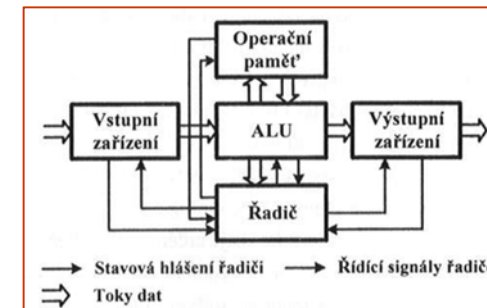 Operační
paměť
Vstupní
zařízení
ALU
Výstupní
zařízení
Řadič
Stavová hlášení řadiči
Řídící signály řadiče
Toky dat